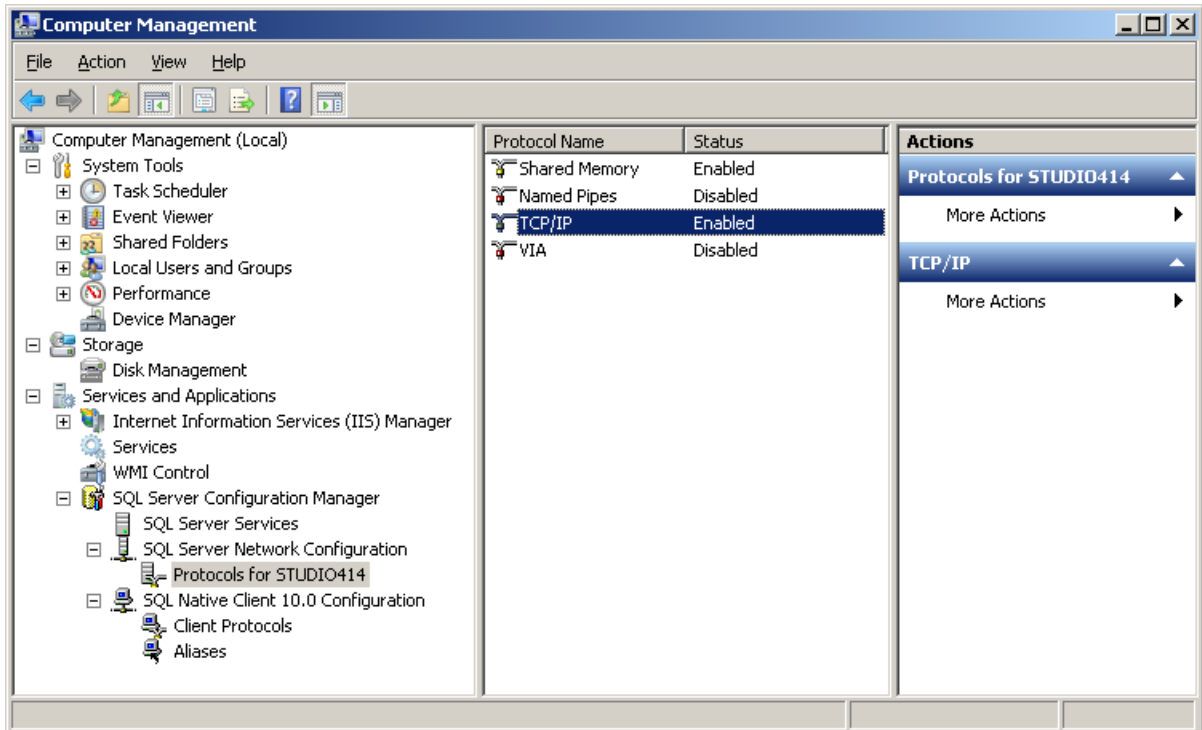 Computer Management
File Action View Help
Computer Management (Local)
System Tools
Task Scheduler
Event Viewer
Shared Folders
Local Users and Groups
Performance
Device Manager
Storage
Disk Management
Services and Applications
Internet Information Services (IIS) Manager
Services
WMI Control
SQL Server Configuration Manager
SQL Server Services
SQL Server Network Configuration
Protocols for STUDIO414
SQL Native Client 10.0 Configuration
Client Protocols
Aliases
Protocol Name Status
Shared Memory Enabled
Named Pipes Disabled
TCP/IP Enabled
VIA Disabled
Actions
Protocols for STUDIO414
More Actions
TCP/IP
More Actions